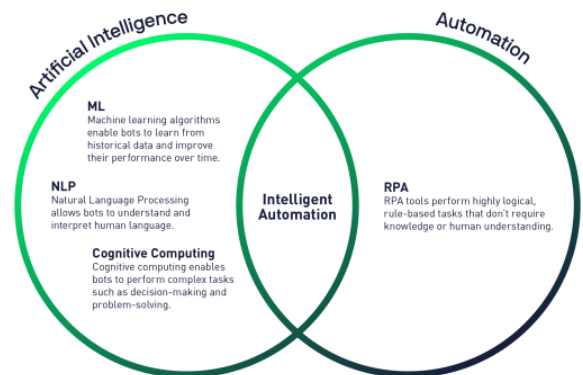 Artificial Intelligence
Automation
ML
Machine learning algorithms
enable bots to learn from
historical data and improve
their performance over time.
NLP
Natural Language Processing
allows bots to understand and
interpret human language.
Cognitive Computing
Cognitive computing enables
bots to perform complex tasks
such as decision-making and
problem-solving.
Intelligent
Automation
RPA
RPA tools perform highly logical,
rule-based tasks that don't require
knowledge or human understanding.